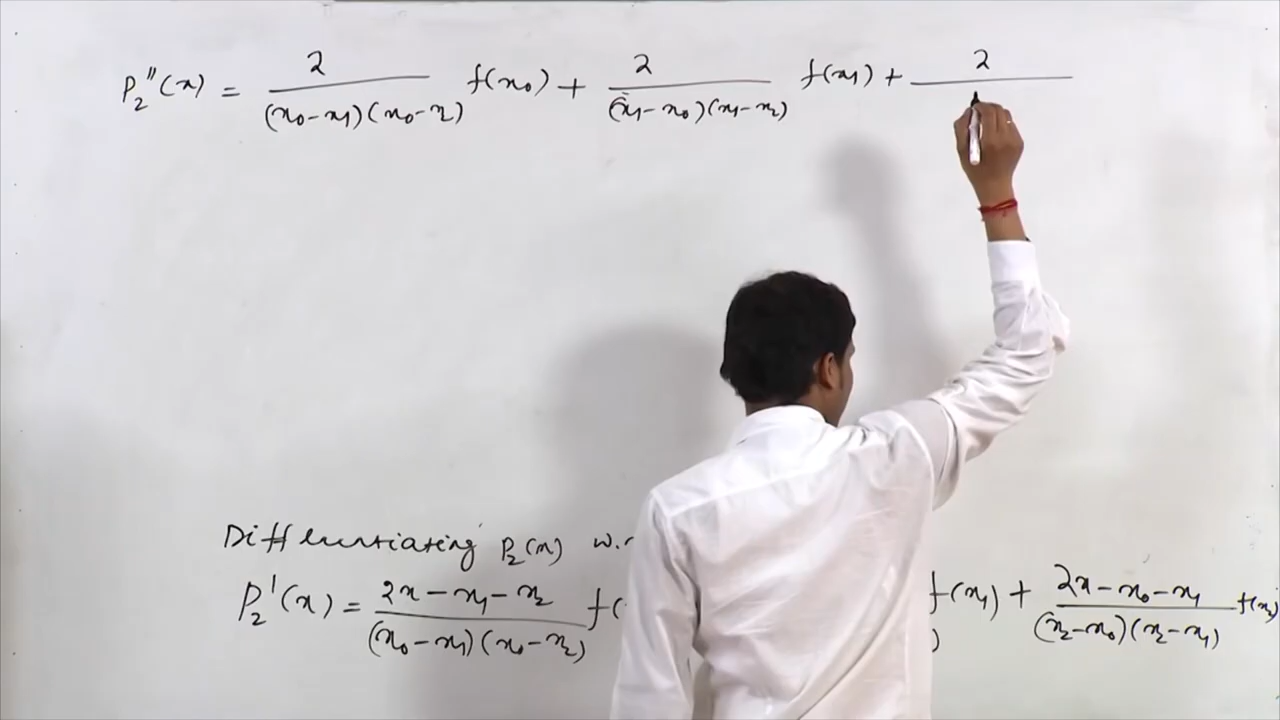 P₂''(x) = 2/((x₀-x₁)(x₀-x₂)) f(x₀) + 2/((x₁-x₀)(x₁-x₂)) f(x₁) + 2/
Differentiating P₂(x) w.r
P₂'(x) = (2x-x₁-x₂)/((x₀-x₁)(x₀-x₂)) f( f(x₁) + (2x-x₀-x₁)/((x₂-x₀)(x₂-x₁)) f(x₂)